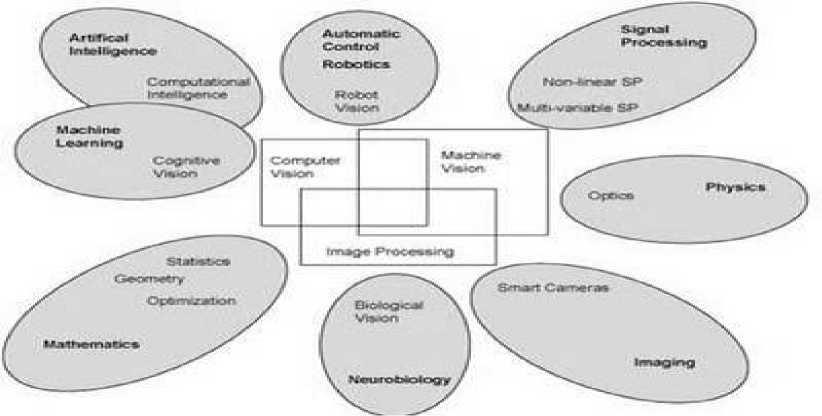 Artifical
Intelligence
Computational
Intelligence
Automatic
Control
Robotics
Robot
Vision
Signal
Processing
Non-linear SP
Multi-variable SP
Machine
Learning
Cognitive
Vision
Computer
Vision
Machine
Vision
Image Processing
Optics
Physics
Statistics
Geometry
Optimization
Mathematics
Biological
Vision
Neurobiology
Smart Cameras
Imaging